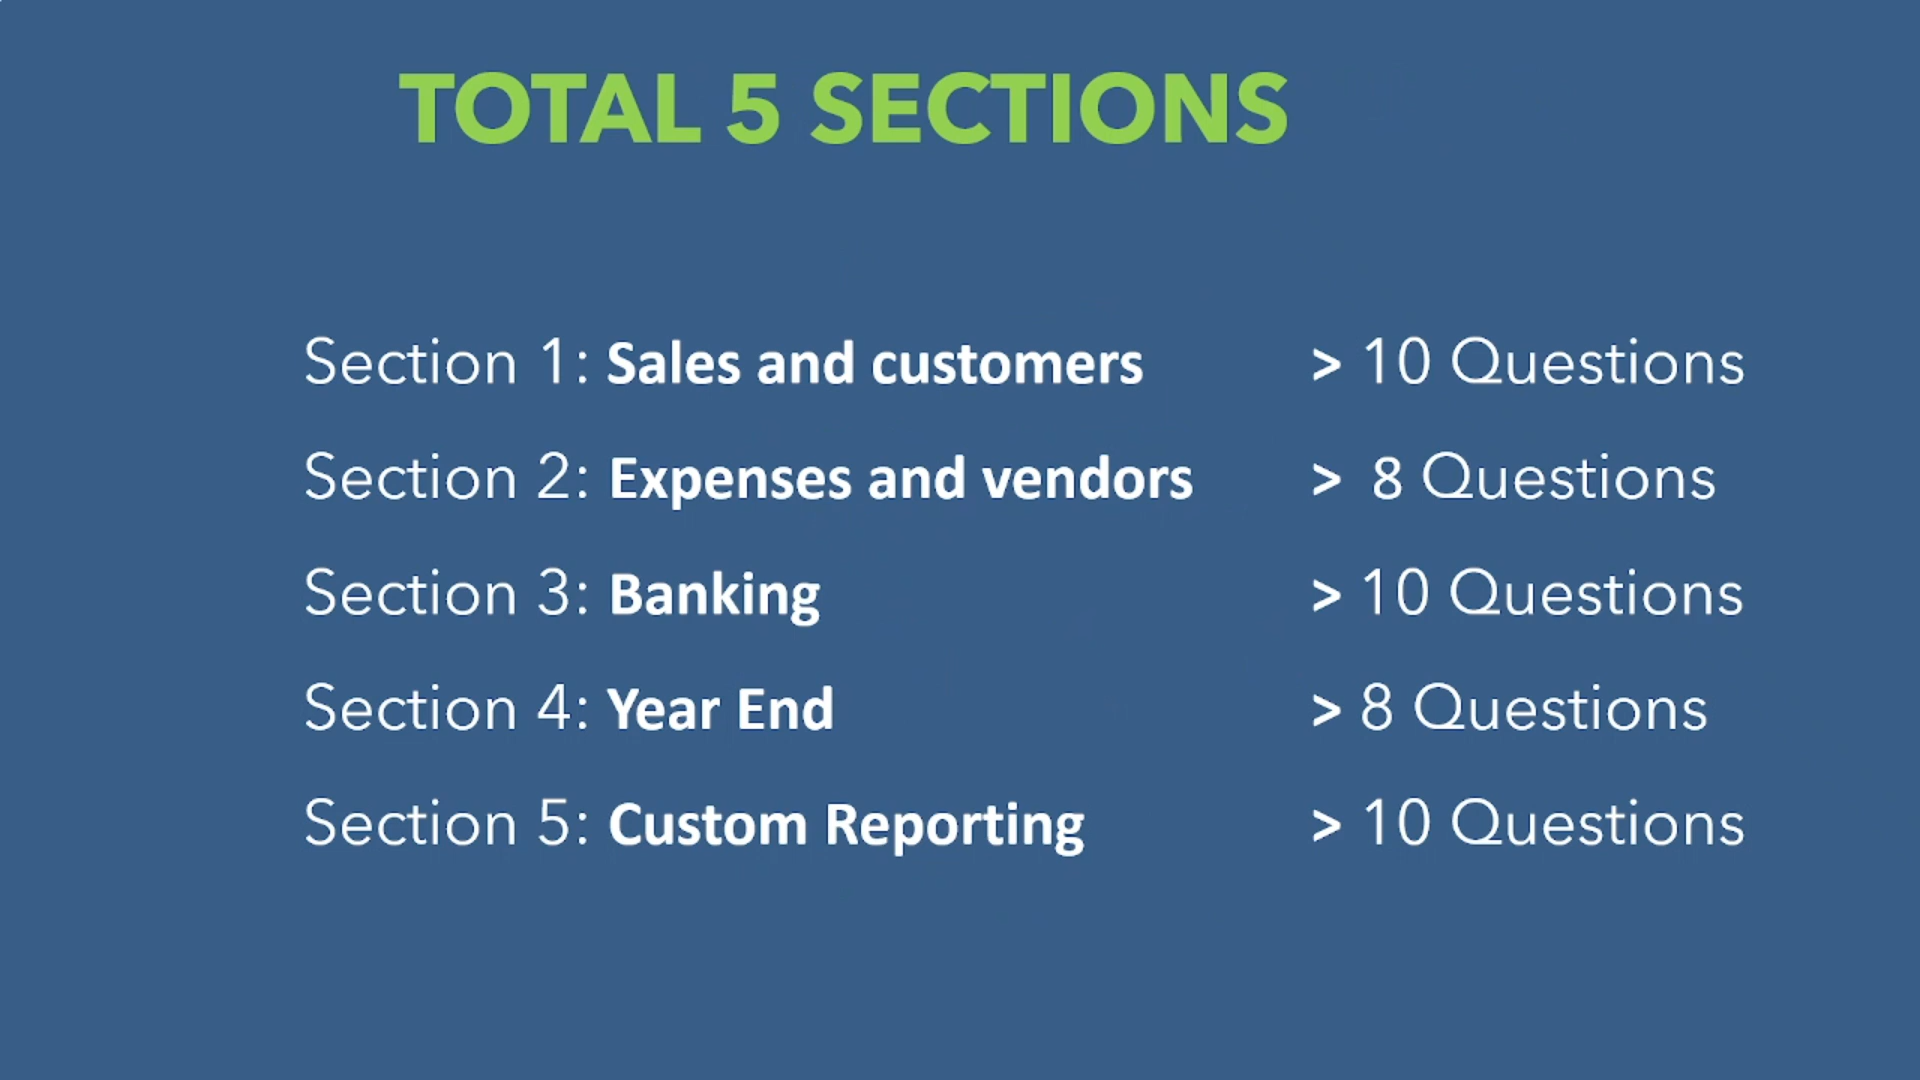 TOTAL 5 SECTIONS
Section 1: Sales and customers > 10 Questions
Section 2: Expenses and vendors > 8 Questions
Section 3: Banking > 10 Questions
Section 4: Year End > 8 Questions
Section 5: Custom Reporting > 10 Questions